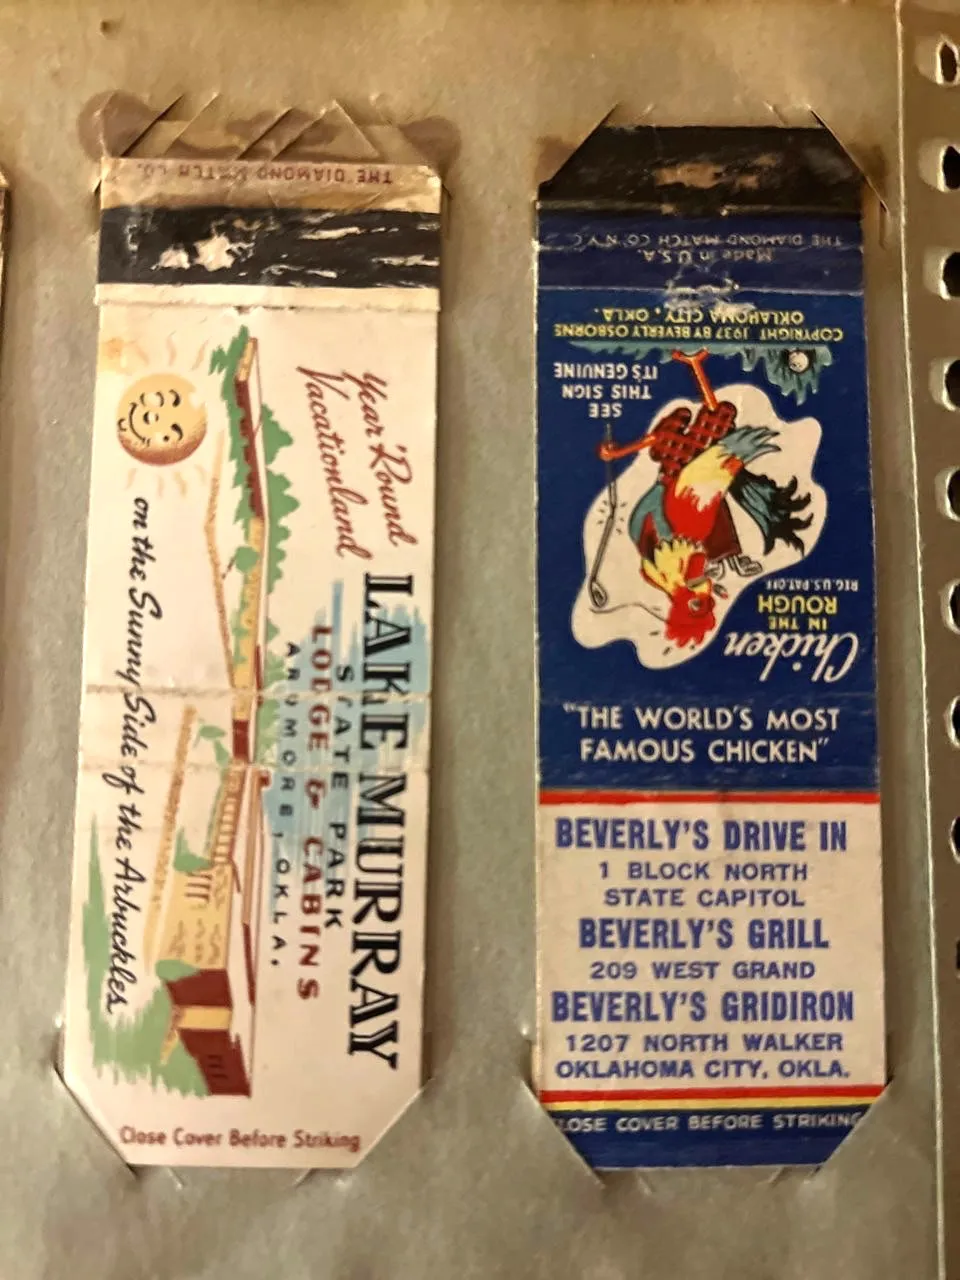 THE DIAMOND MATCH CO.
Year 'Round
Vacationland
LAKE MURRAY
STATE PARK
LODGE & CABINS
ARDMORE, OKLA.
on the Sunny Side of the Arbuckles
Close Cover Before Striking
THE DIAMOND MATCH CO. N.Y.C.
Made in U.S.A.
Chicken
IN THE
ROUGH
REG. U.S. PAT. OFF.
SEE
THIS SIGN
IT'S GENUINE
COPYRIGHT 1937 BY BEVERLY OSBORNE
OKLAHOMA CITY, OKLA.
"THE WORLD'S MOST
FAMOUS CHICKEN"
BEVERLY'S DRIVE IN
1 BLOCK NORTH
STATE CAPITOL
BEVERLY'S GRILL
209 WEST GRAND
BEVERLY'S GRIDIRON
1207 NORTH WALKER
OKLAHOMA CITY, OKLA.
CLOSE COVER BEFORE STRIKING